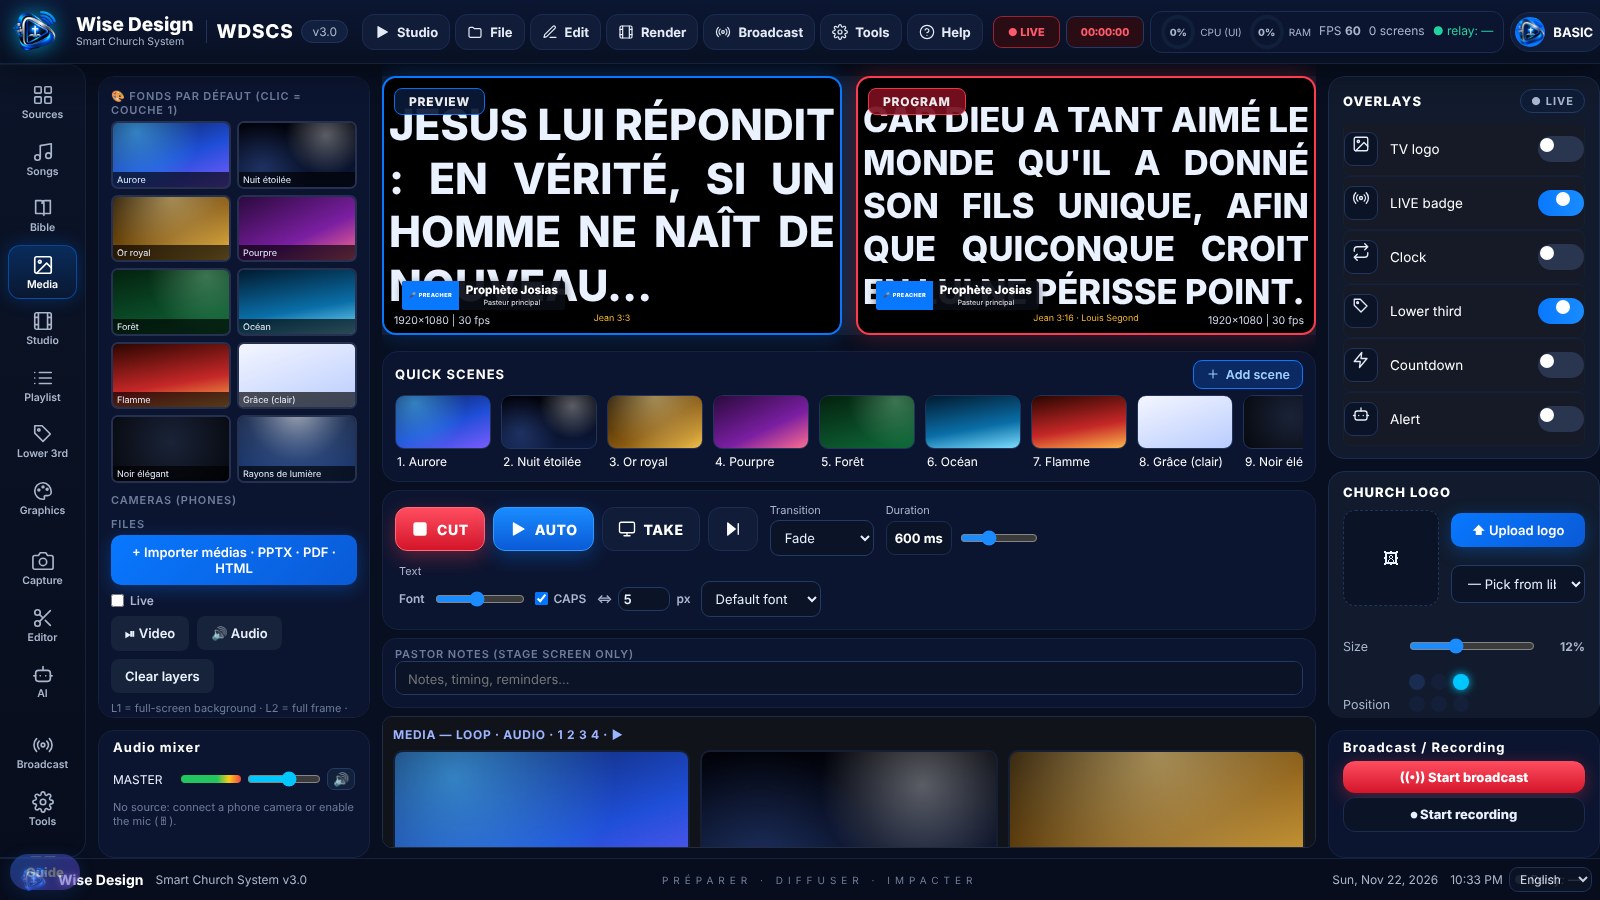 Wise Design
Smart Church System
WDSCS
v3.0
Studio
File
Edit
Render
Broadcast
Tools
Help
LIVE
00:00:00
0% CPU (UI)
0% RAM
FPS 60
0 screens
relay: —
BASIC
Sources
Songs
Bible
Media
Studio
Playlist
Lower 3rd
Graphics
Capture
Editor
AI
Broadcast
Tools
FONDS PAR DÉFAUT (CLIC =
COUCHE 1)
Aurore
Nuit étoilée
Or royal
Pourpre
Forêt
Océan
Flamme
Grâce (clair)
Noir élégant
Rayons de lumière
CAMERAS (PHONES)
FILES
+ Importer médias · PPTX · PDF ·
HTML
Live
Video
Audio
Clear layers
L1 = full-screen background · L2 = full frame ·
Audio mixer
MASTER
No source: connect a phone camera or enable
the mic ( ).
PREVIEW
JÉSUS LUI RÉPONDIT
: EN VÉRITÉ, SI UN
HOMME NE NAÎT DE
NOUVEAU...
PREACHER
Prophète Josias
Pasteur principal
1920×1080 | 30 fps
Jean 3:3
PROGRAM
CAR DIEU A TANT AIMÉ LE
MONDE QU'IL A DONNÉ
SON FILS UNIQUE, AFIN
QUE QUICONQUE CROIT
PÉRISSE POINT.
PREACHER
Prophète Josias
Pasteur principal
Jean 3:16 · Louis Segond
1920×1080 | 30 fps
QUICK SCENES
+ Add scene
1. Aurore
2. Nuit étoilée
3. Or royal
4. Pourpre
5. Forêt
6. Océan
7. Flamme
8. Grâce (clair)
9. Noir élé
CUT
AUTO
TAKE
Transition
Fade
Duration
600 ms
Text
Font
CAPS
5
px
Default font
PASTOR NOTES (STAGE SCREEN ONLY)
Notes, timing, reminders...
MEDIA — LOOP · AUDIO · 1 2 3 4 · ▶
OVERLAYS
LIVE
TV logo
LIVE badge
Clock
Lower third
Countdown
Alert
CHURCH LOGO
Upload logo
— Pick from lib
Size
12%
Position
Broadcast / Recording
((•)) Start broadcast
Start recording
Guide
Wise Design
Smart Church System v3.0
PRÉPARER · DIFFUSER · IMPACTER
Sun, Nov 22, 2026
10:33 PM
English